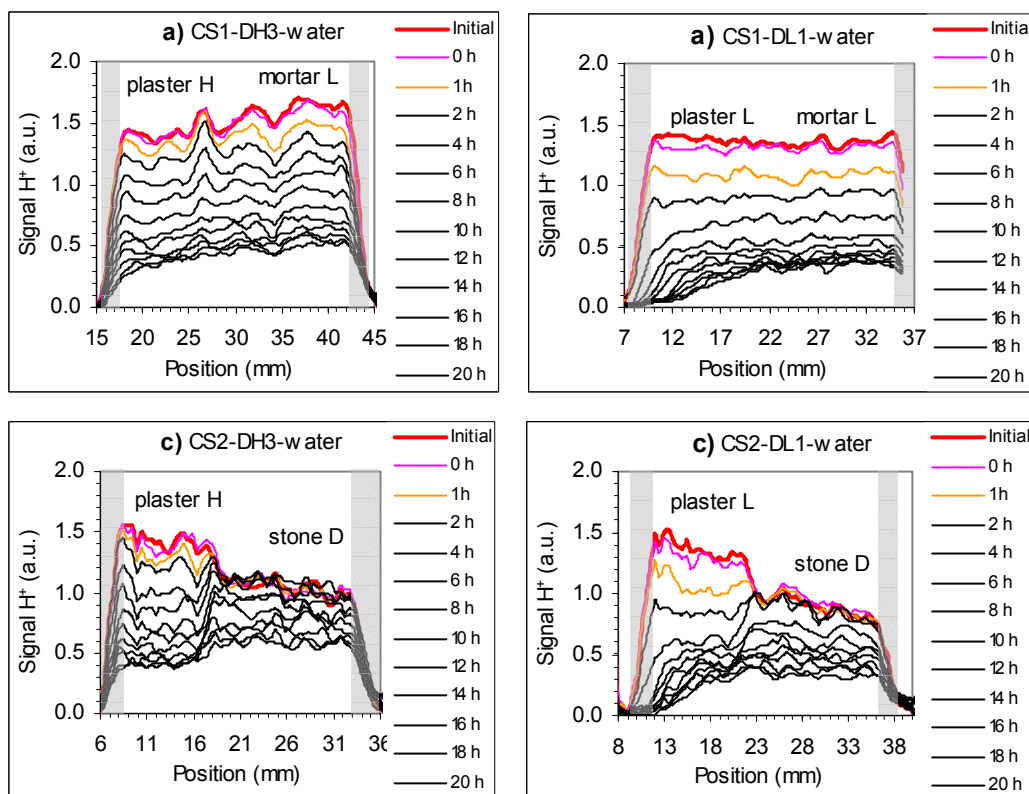 a) CS1-DH3-water
Signal H⁺ (a.u.)
2.0
1.5
1.0
0.5
0.0
plaster H
mortar L
15 20 25 30 35 40 45
Position (mm)
Initial
0 h
1h
2 h
4 h
6 h
8 h
10 h
12 h
14 h
16 h
18 h
20 h
a) CS1-DL1-water
Signal H⁺ (a.u.)
2.0
1.5
1.0
0.5
0.0
plaster L
mortar L
7 12 17 22 27 32 37
Position (mm)
Initial
0 h
1h
2 h
4 h
6 h
8 h
10 h
12 h
14 h
16 h
18 h
20 h
c) CS2-DH3-water
Signal H⁺ (a.u.)
2.0
1.5
1.0
0.5
0.0
plaster H
stone D
6 11 16 21 26 31 36
Position (mm)
Initial
0 h
1h
2 h
4 h
6 h
8 h
10 h
12 h
14 h
16 h
18 h
20 h
c) CS2-DL1-water
Signal H⁺ (a.u.)
2.0
1.5
1.0
0.5
0.0
plaster L
stone D
8 13 18 23 28 33 38
Position (mm)
Initial
0 h
1h
2 h
4 h
6 h
8 h
10 h
12 h
14 h
16 h
18 h
20 h